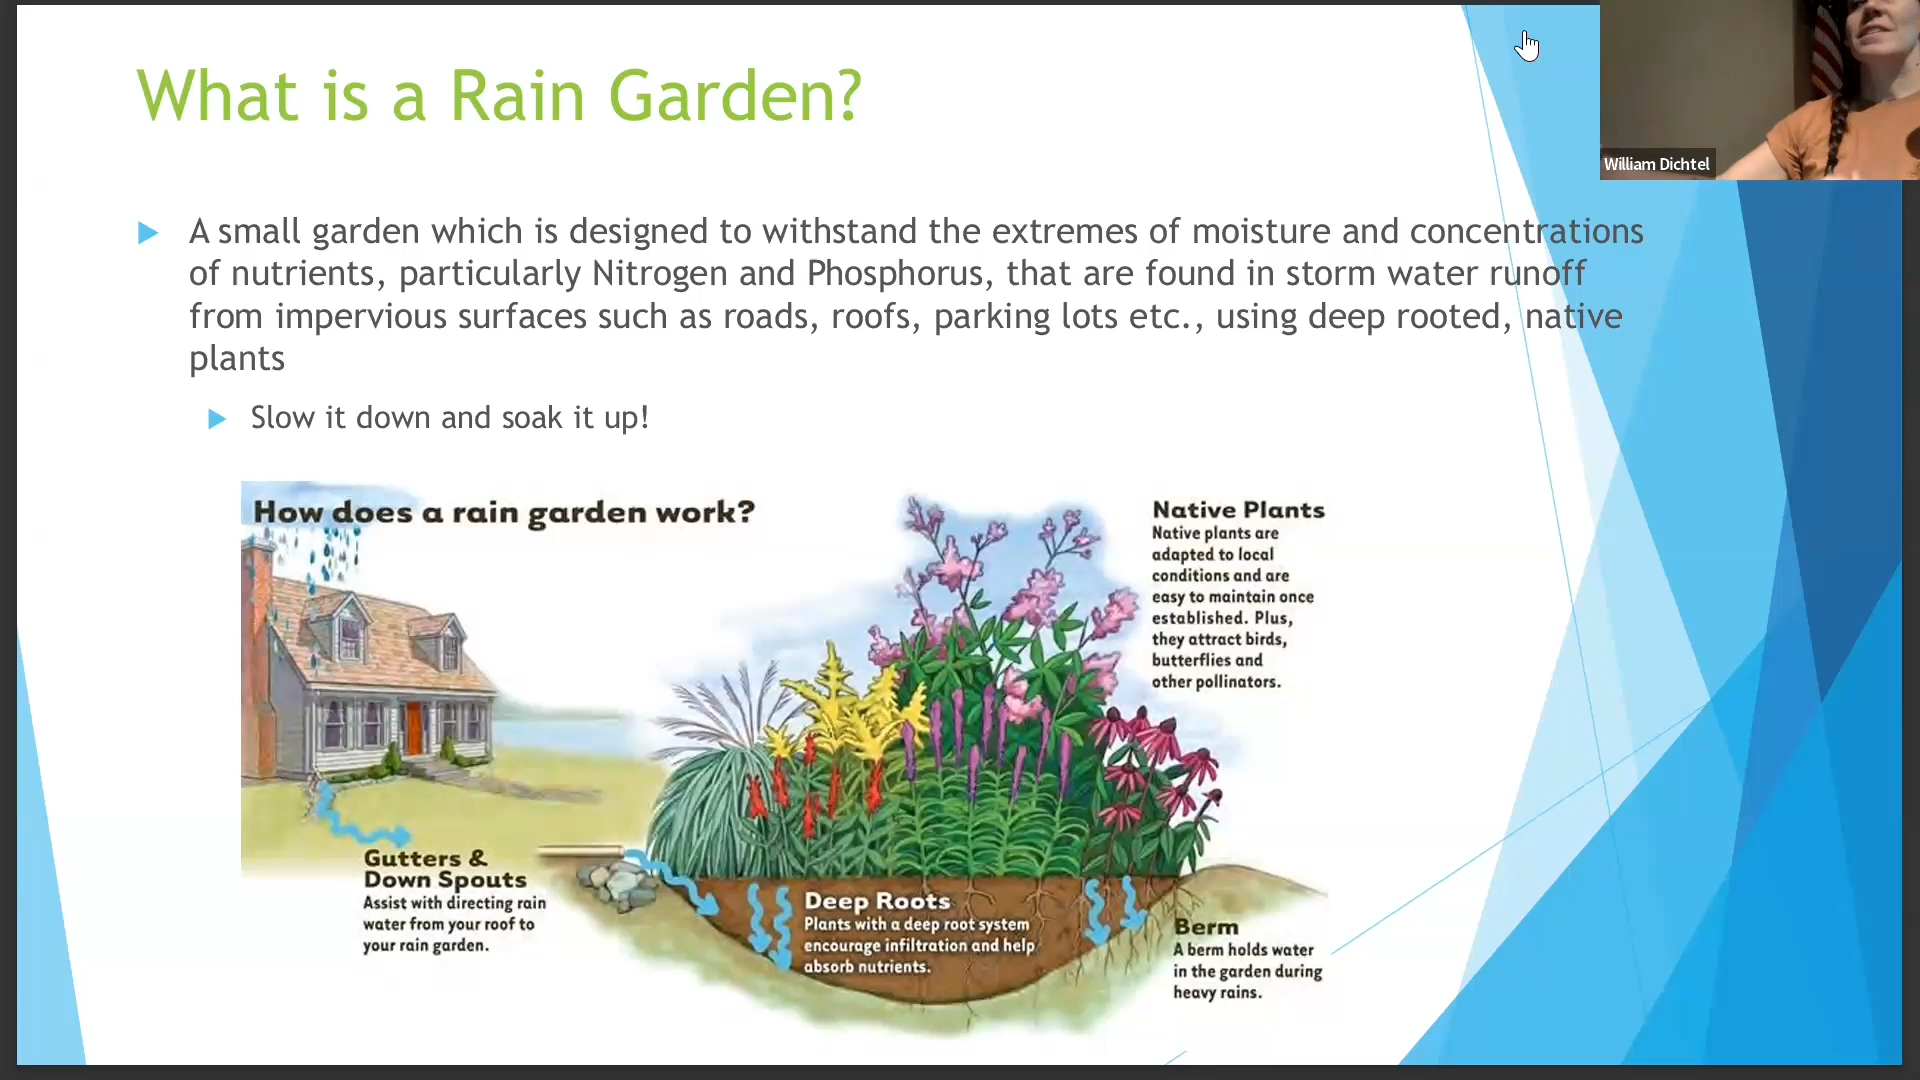 What is a Rain Garden?
William Dichtel
A small garden which is designed to withstand the extremes of moisture and concentrations
of nutrients, particularly Nitrogen and Phosphorus, that are found in storm water runoff
from impervious surfaces such as roads, roofs, parking lots etc., using deep rooted, native
plants
Slow it down and soak it up!
How does a rain garden work?
Native Plants
Native plants are
adapted to local
conditions and are
easy to maintain once
established. Plus,
they attract birds,
butterflies and
other pollinators.
Gutters &
Down Spouts
Assist with directing rain
water from your roof to
your rain garden.
Deep Roots
Plants with a deep root system
encourage infiltration and help
absorb nutrients.
Berm
A berm holds water
in the garden during
heavy rains.